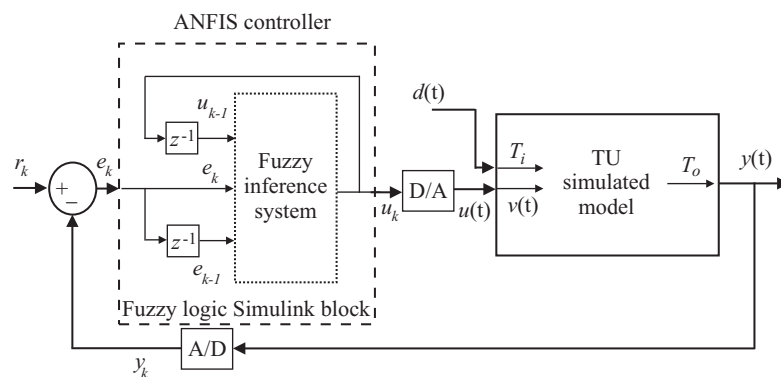 ANFIS controller
u_{k-1}
d(t)
z⁻¹
r_k
e_k
+
−
e_k
Fuzzy
inference
system
z⁻¹
e_{k-1}
u_k
D/A
u(t)
T_i
v(t)
TU
simulated
model
T_o
y(t)
Fuzzy logic Simulink block
A/D
y_k